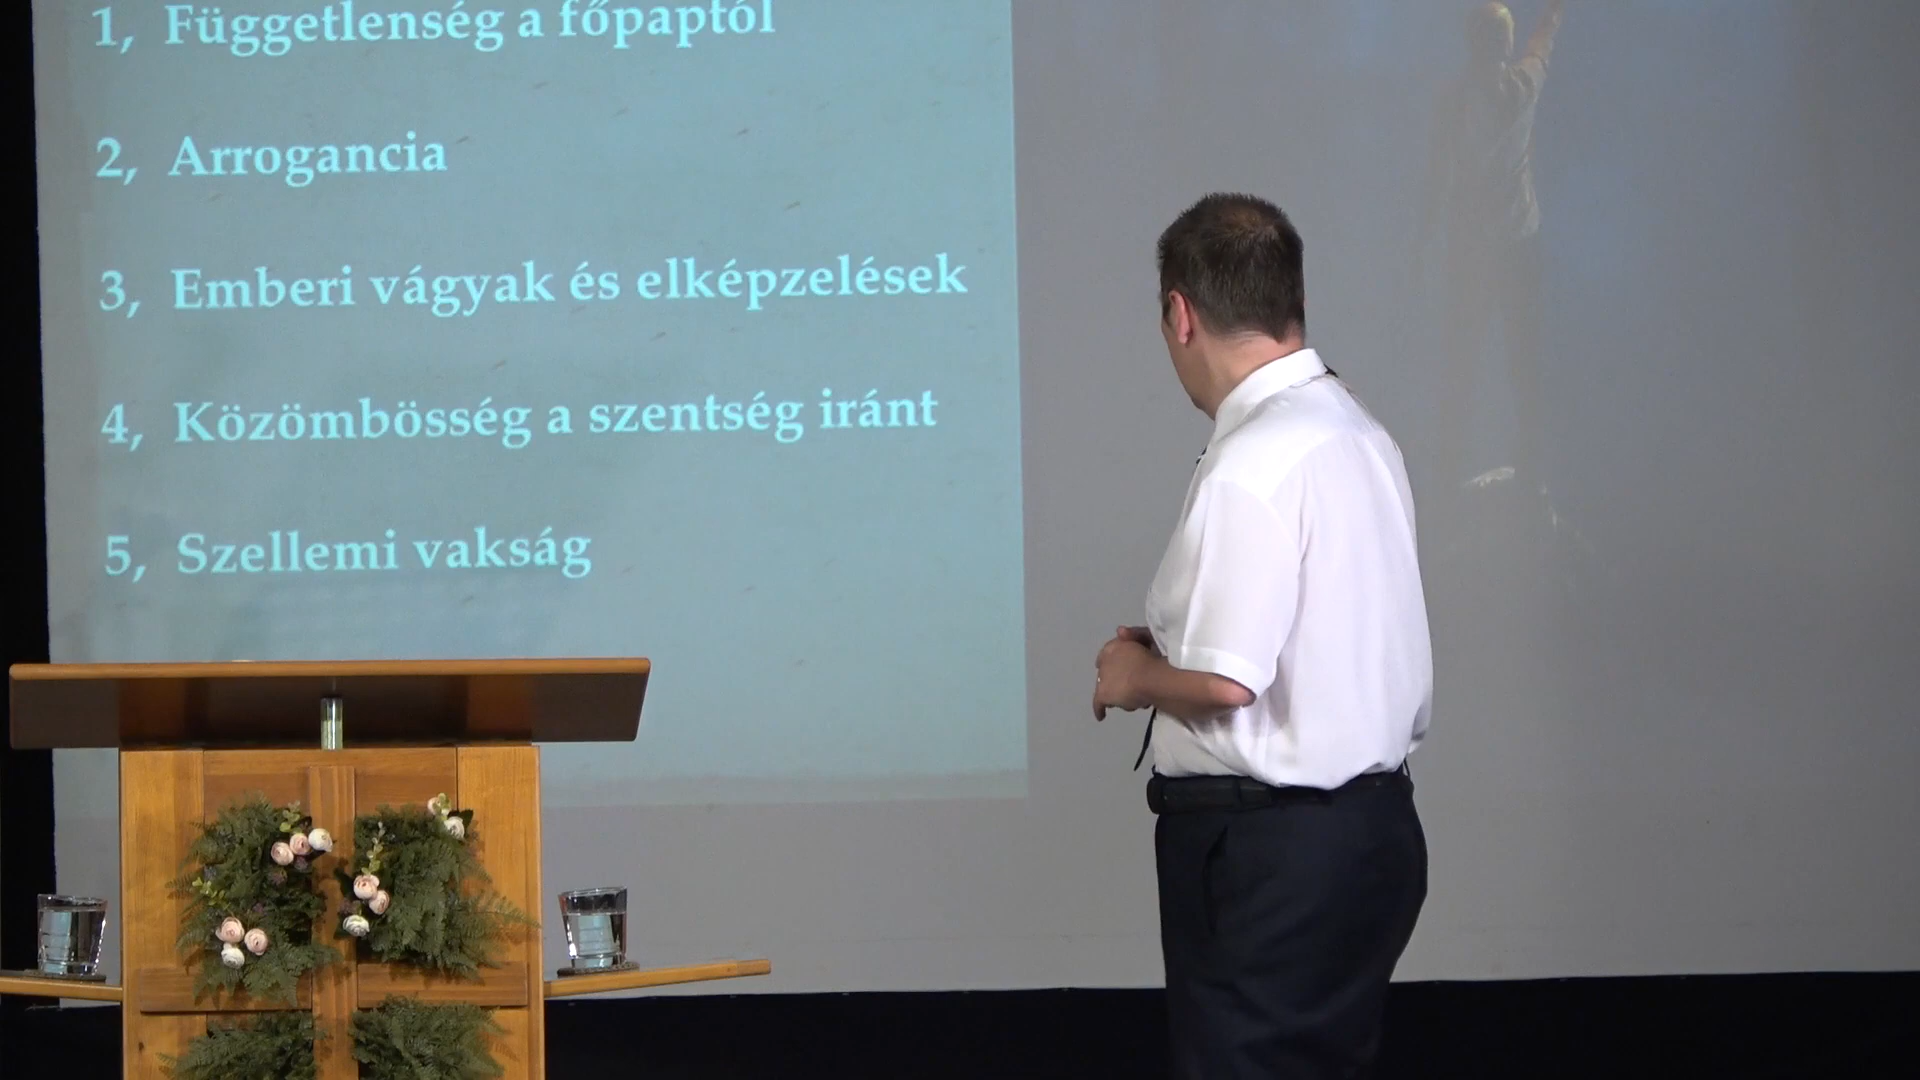 1, Függetlenség a főpaptól
2, Arrogancia
3, Emberi vágyak és elképzelések
4, Közömbösség a szentség iránt
5, Szellemi vakság